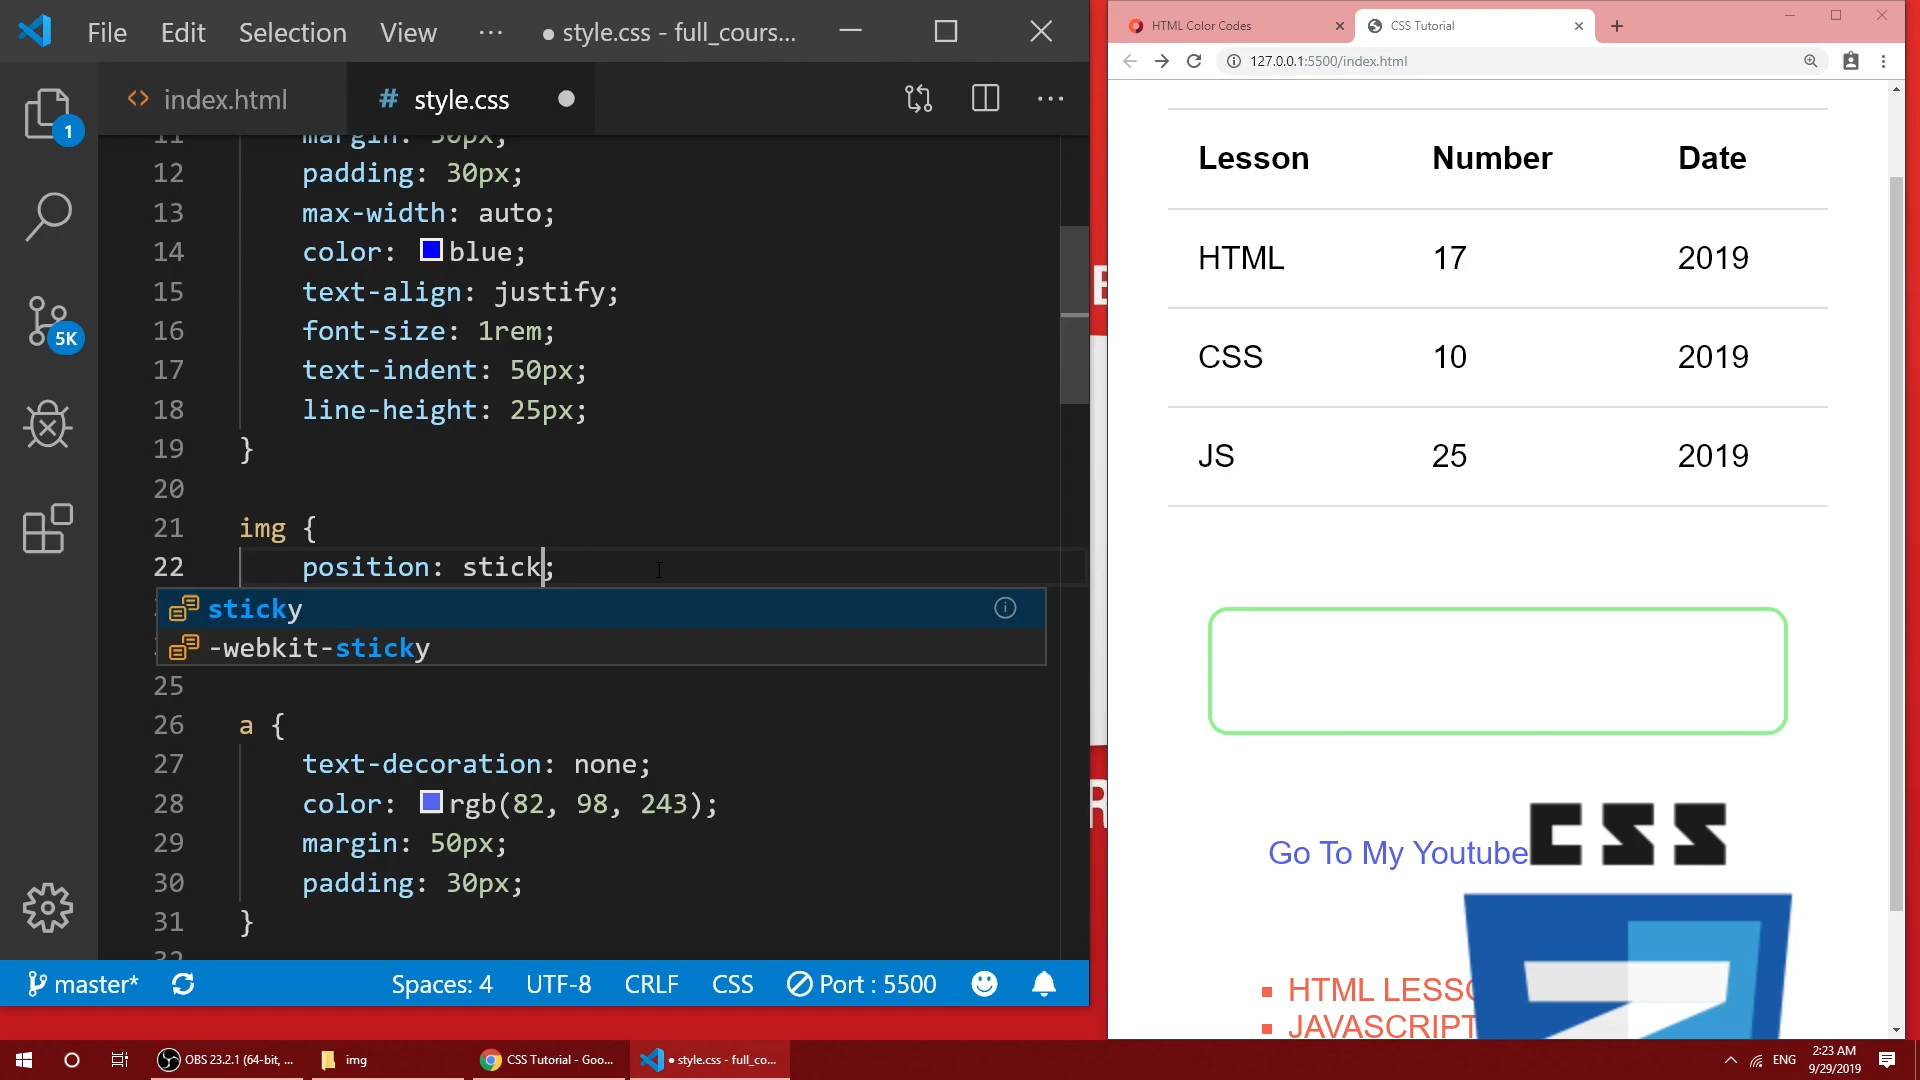 File Edit Selection View ··· ● style.css - full_cours...
index.html # style.css
11 margin: 50px;
12 padding: 30px;
13 max-width: auto;
14 color: blue;
15 text-align: justify;
16 font-size: 1rem;
17 text-indent: 50px;
18 line-height: 25px;
19 }
20
21 img {
22 position: stick;
sticky
-webkit-sticky
25
26 a {
27 text-decoration: none;
28 color: rgb(82, 98, 243);
29 margin: 50px;
30 padding: 30px;
31 }
32
1
5K
master* Spaces: 4 UTF-8 CRLF CSS Port : 5500
HTML Color Codes CSS Tutorial
127.0.0.1:5500/index.html
Lesson Number Date
HTML 17 2019
CSS 10 2019
JS 25 2019
Go To My Youtube
CSS
HTML LESSO
JAVASCRIPT
OBS 23.2.1 (64-bit, ... img CSS Tutorial - Goo... ● style.css - full_co... ENG 2:23 AM
9/29/2019